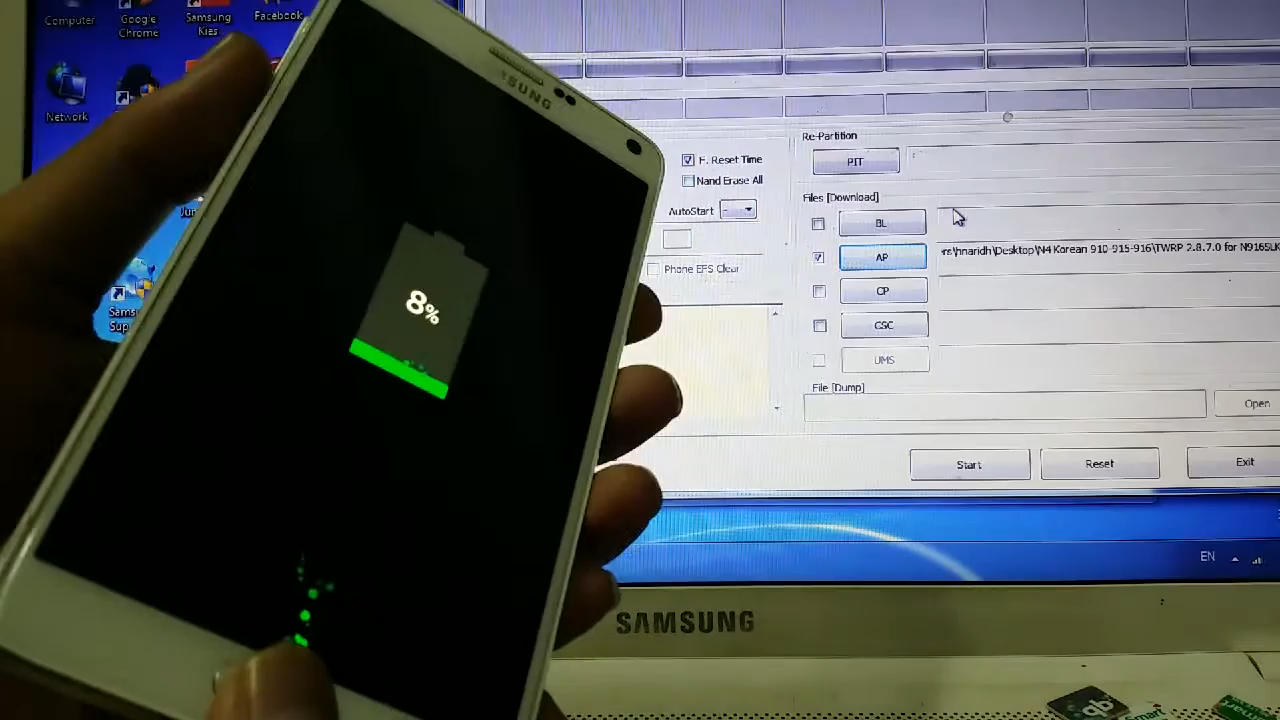 Computer
Google
Chrome
Samsung
Kies
Facebook
Network
SUNG
8%
Re-Partition
PIT
F. Reset Time
Nand Erase All
AutoStart
Phone EFS Clear
Files [Download]
BL
AP
rs\hnaridh\Desktop\N4 Korean 910-915-916\TWRP 2.8.7.0 for N916SLK
CP
CSC
UMS
File [Dump]
Open
Start
Reset
Exit
EN
SAMSUNG